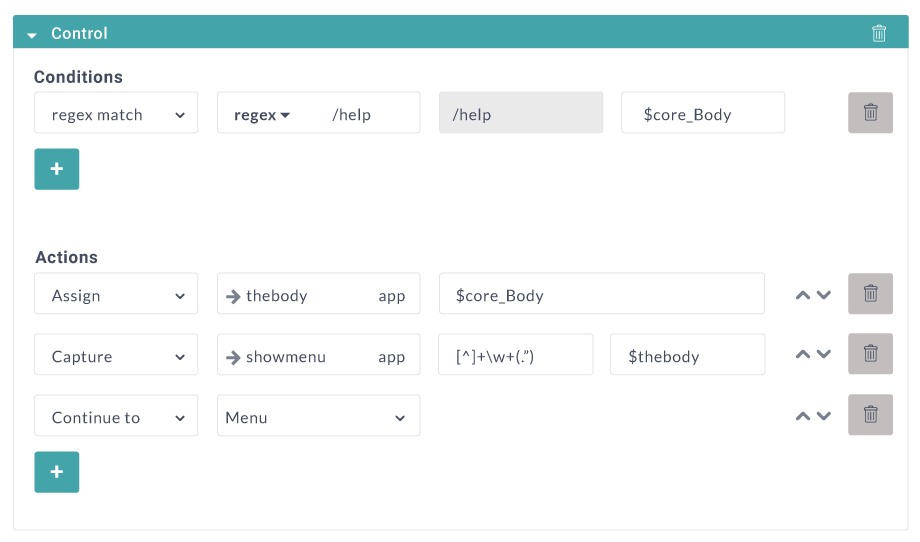 Control
Conditions
regex match regex /help /help $core_Body
+
Actions
Assign thebody app $core_Body
Capture showmenu app [^]+\w+(.”) $thebody
Continue to Menu
+